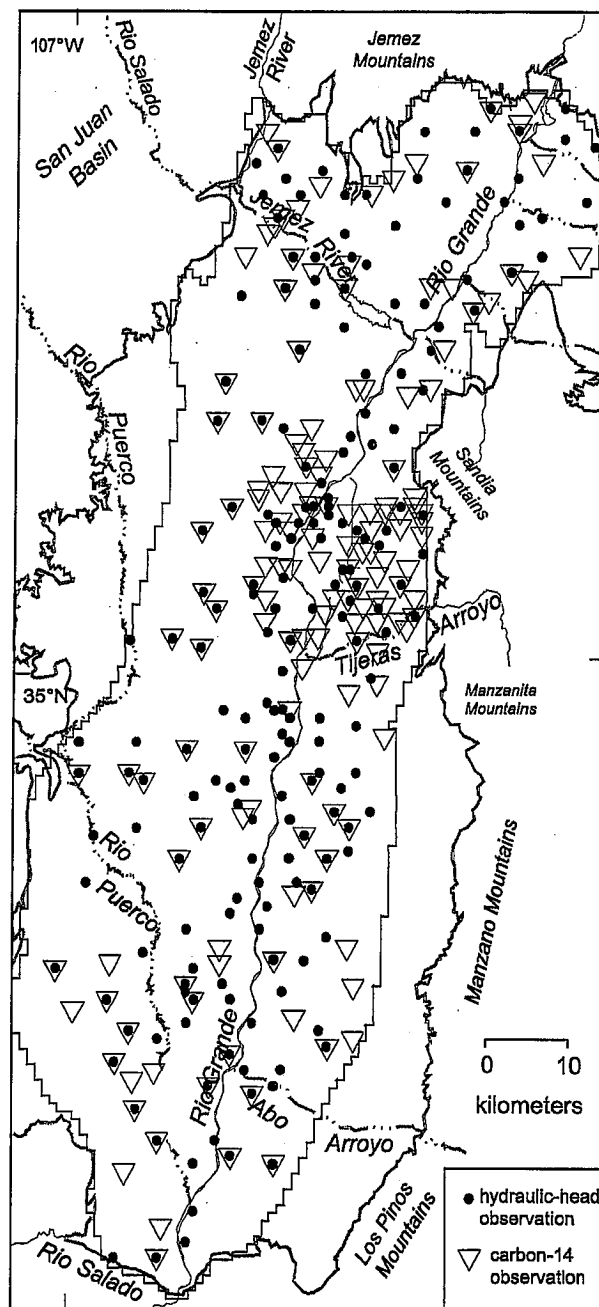 107°W
Rio Salado
Jemez River
Jemez
Mountains
San Juan
Basin
Jemez River
Rio Grande
Rio
Puerco
Sandia
Mountains
Arroyo
Tijeras
35°N
Manzanita
Mountains
Rio
Puerco
Manzano Mountains
0 10
kilometers
Rio Grande
Abo
Arroyo
Los Pinos
Mountains
Rio Salado
hydraulic-head
observation
carbon-14
observation